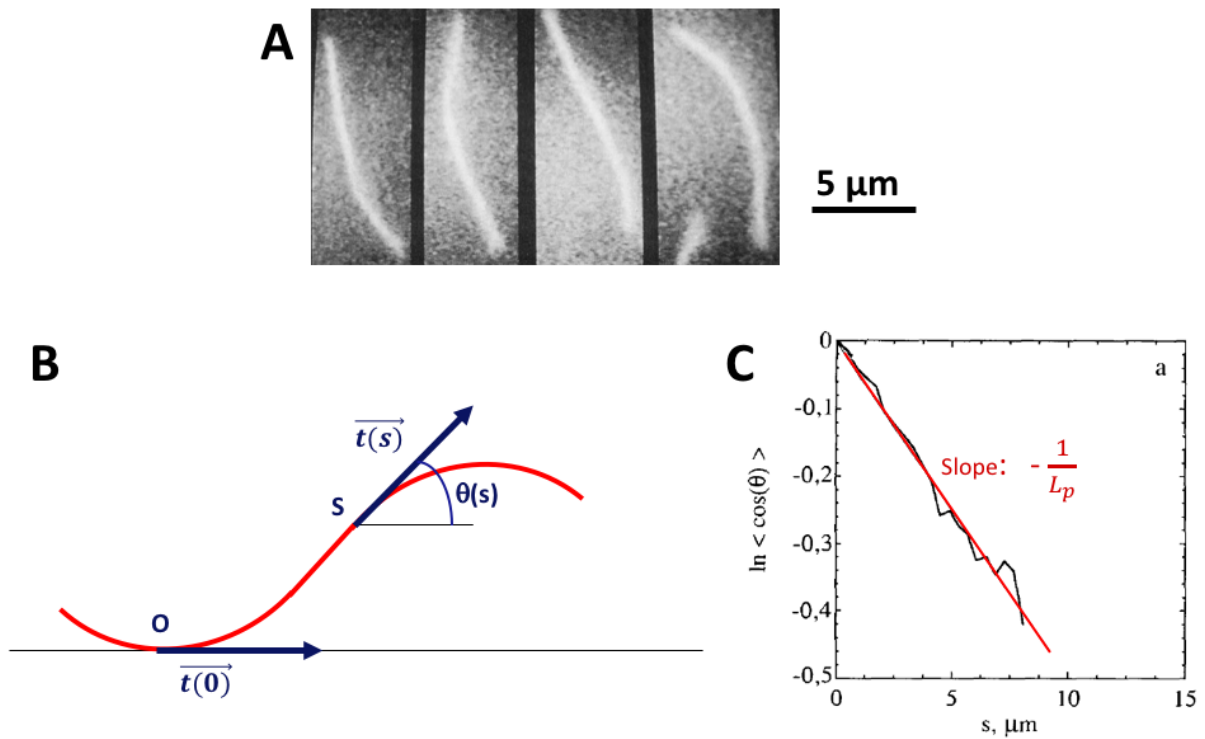 A
5 µm
B
t(s)
S
θ(s)
O
t(0)
C
a
0
-0,1
-0,2
-0,3
-0,4
-0,5
ln < cos(θ) >
Slope: - 1/Lₚ
0 5 10 15
s, µm